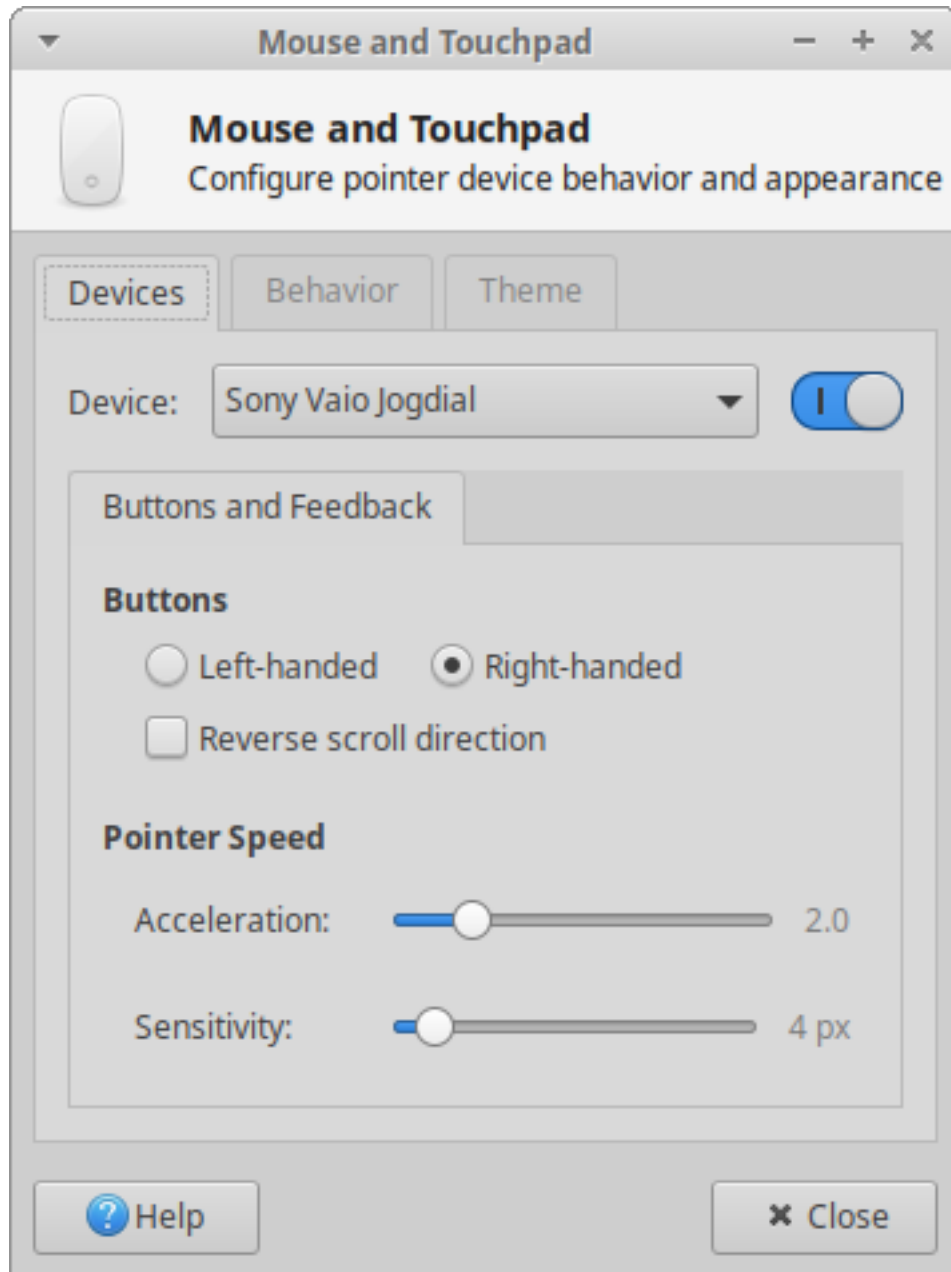 Mouse and Touchpad
Mouse and Touchpad
Configure pointer device behavior and appearance
Devices Behavior Theme
Device: Sony Vaio Jogdial
Buttons and Feedback
Buttons
Left-handed Right-handed
Reverse scroll direction
Pointer Speed
Acceleration: 2.0
Sensitivity: 4 px
Help Close